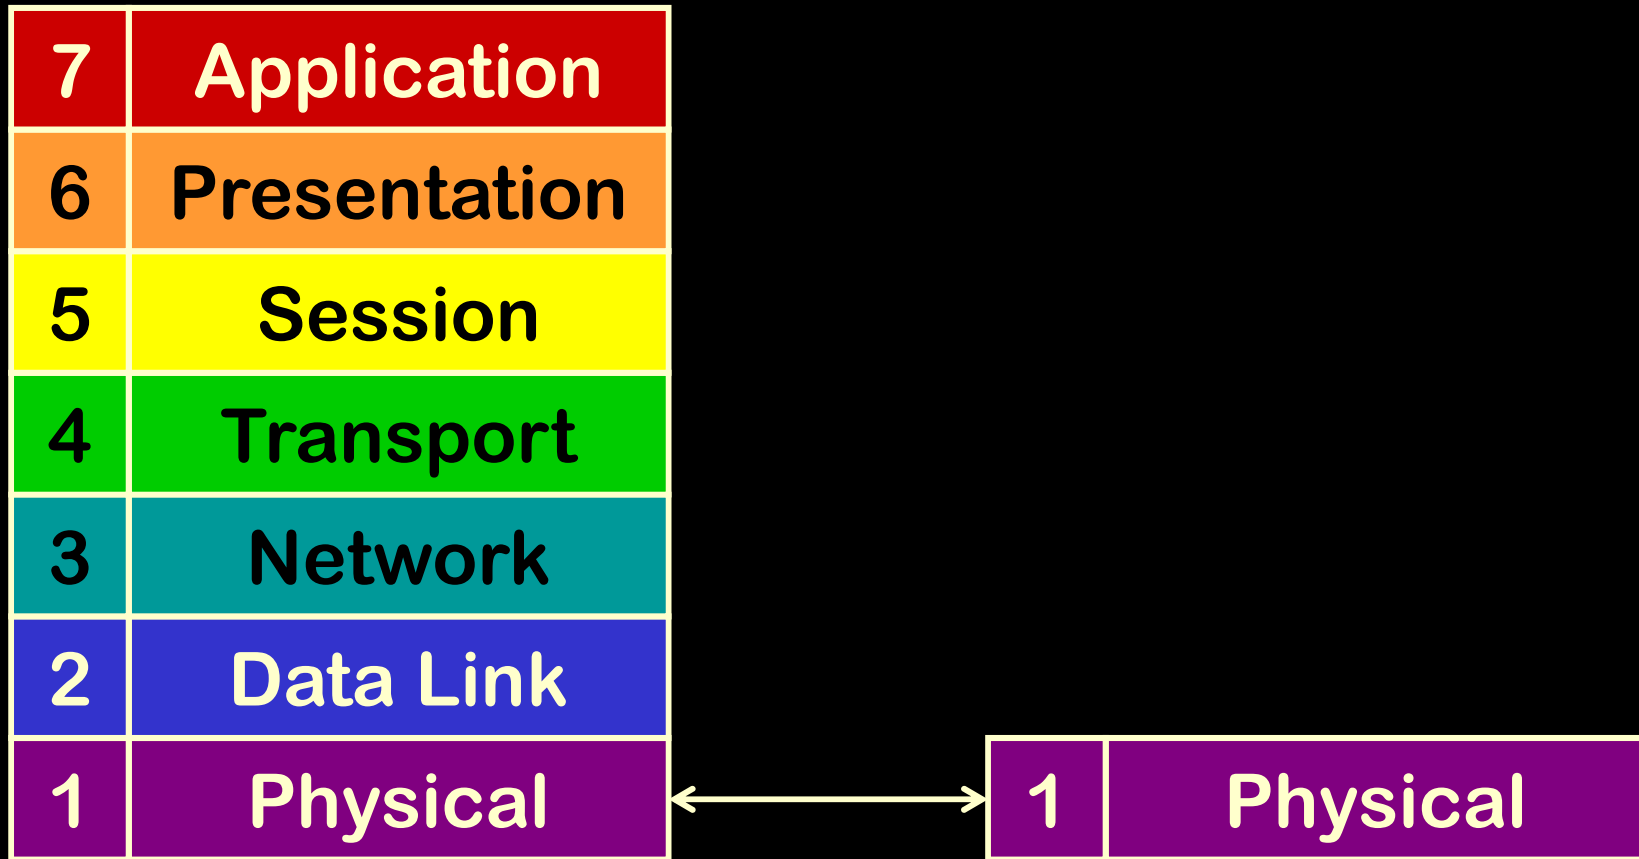 7 Application
6 Presentation
5 Session
4 Transport
3 Network
2 Data Link
1 Physical 1 Physical